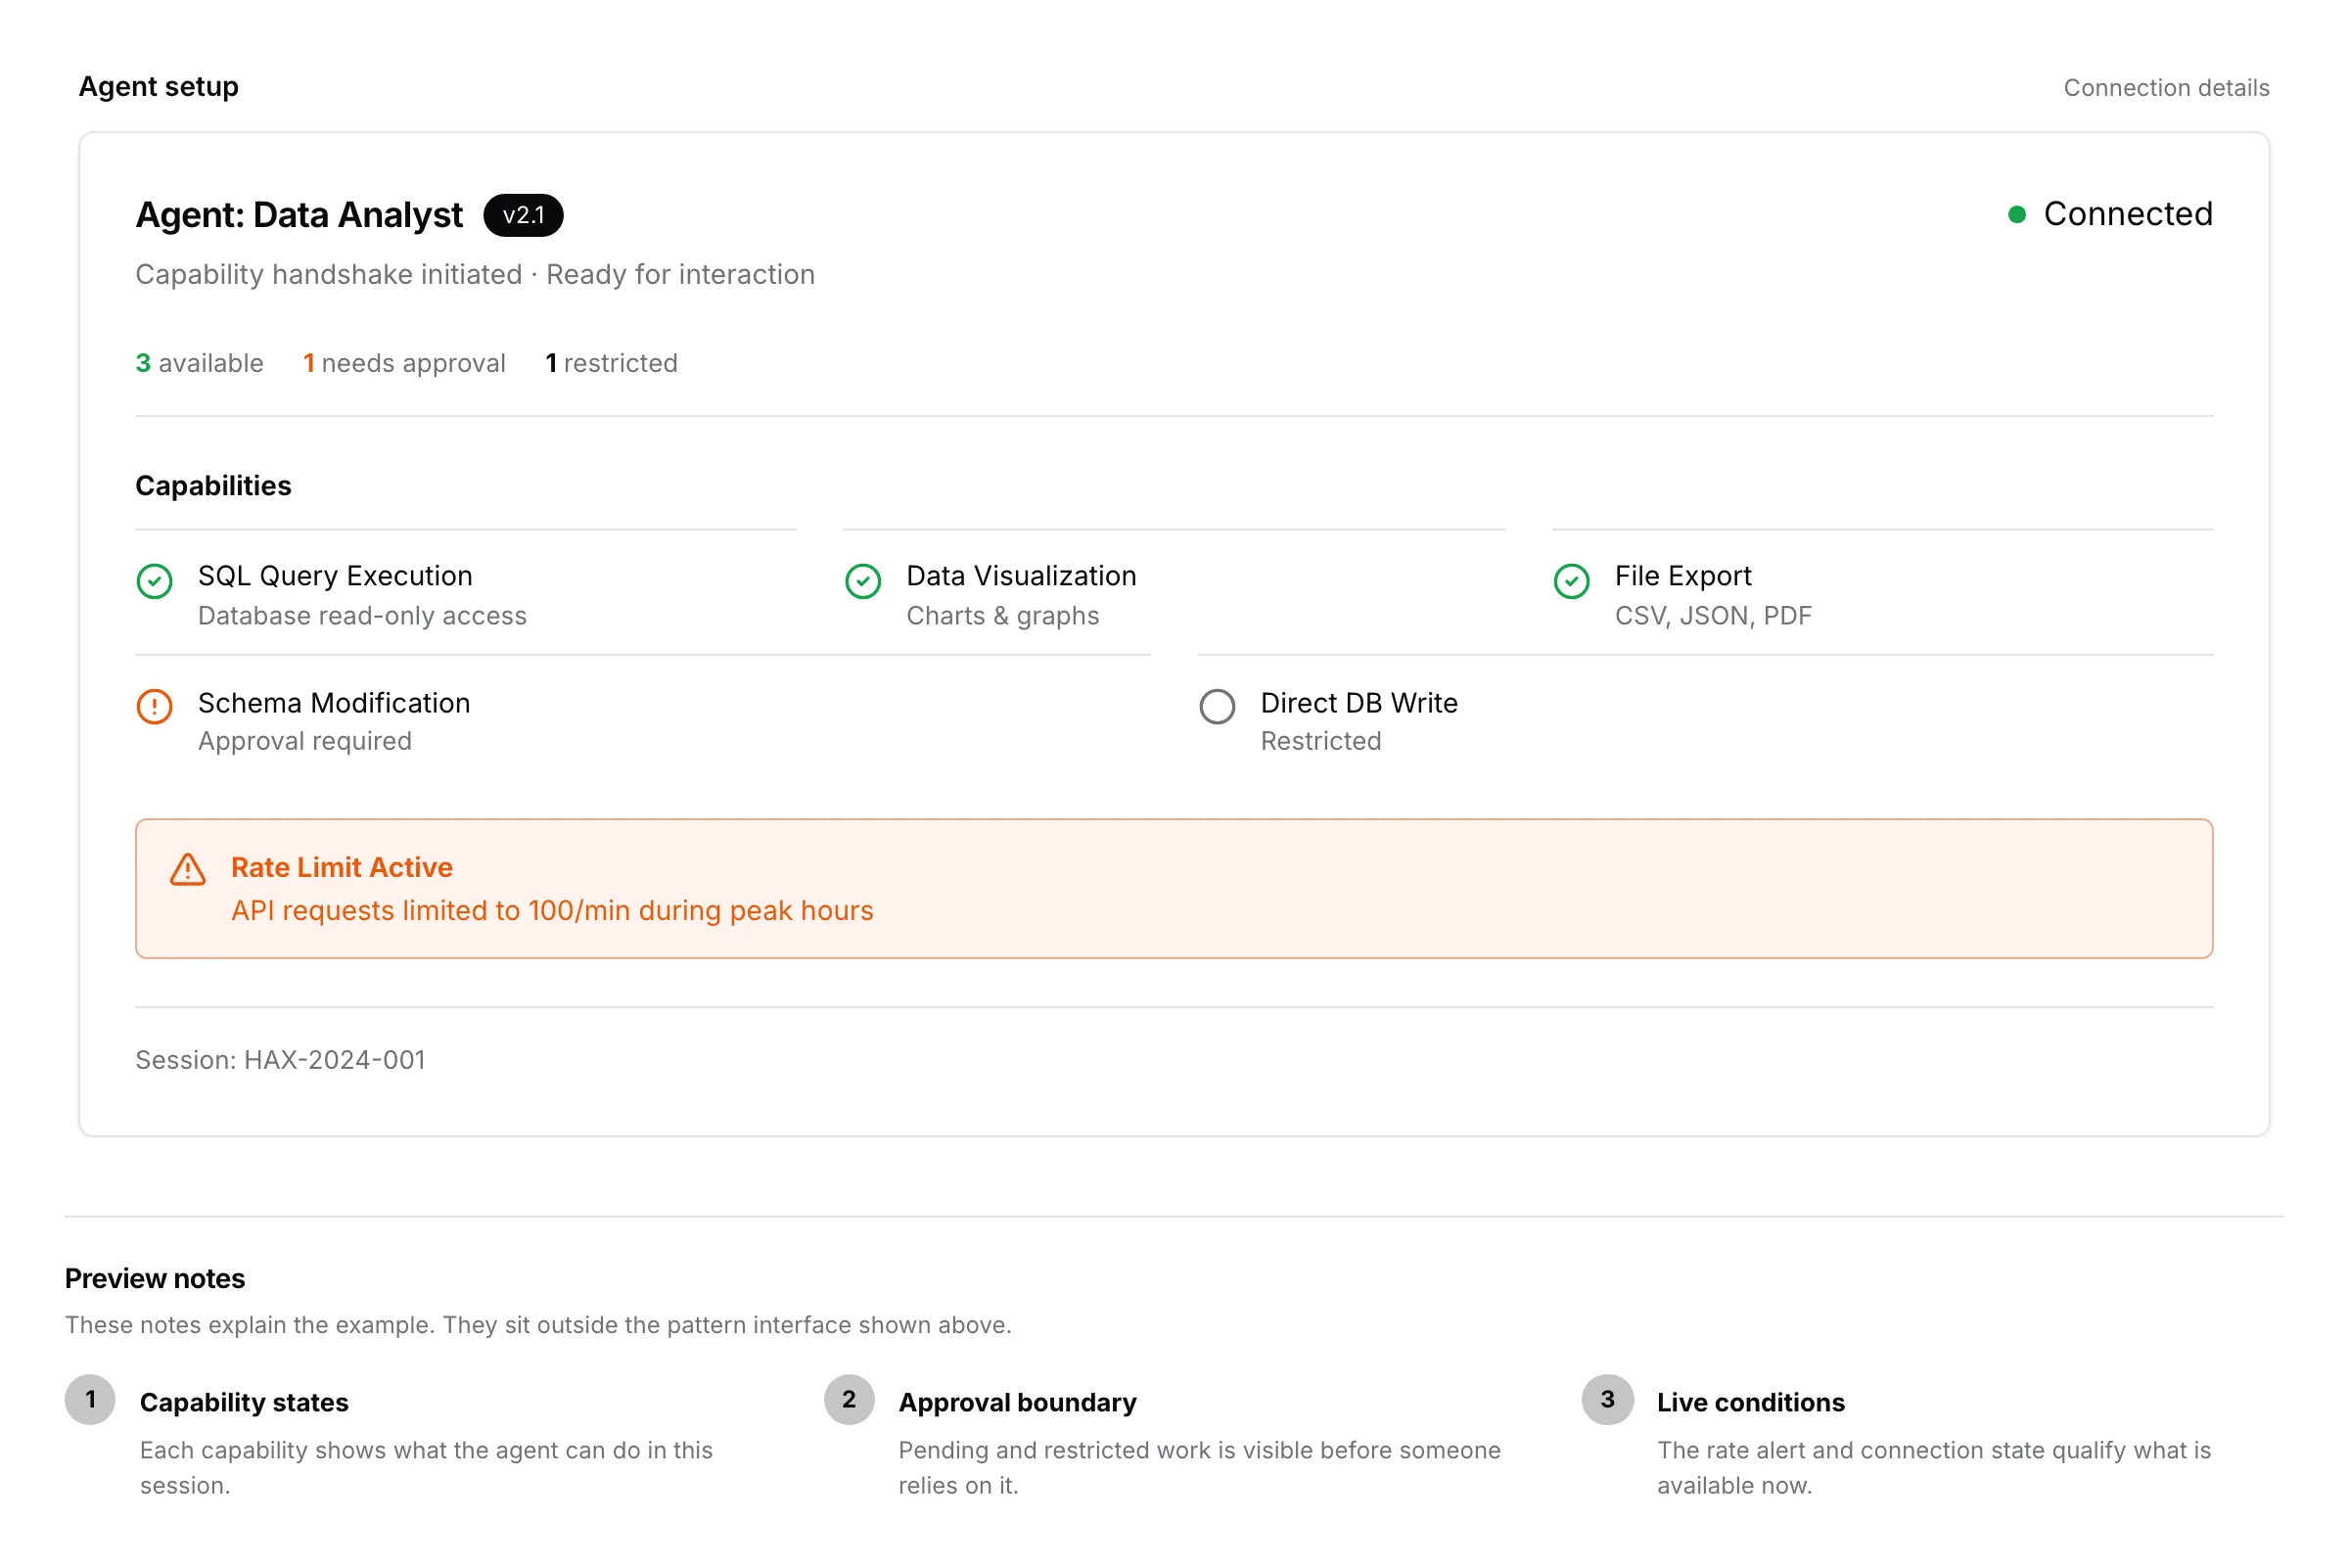 Agent setup
Connection details
Agent: Data Analyst
v2.1
Connected
Capability handshake initiated · Ready for interaction
3 available
1 needs approval
1 restricted
Capabilities
SQL Query Execution
Database read-only access
Data Visualization
Charts & graphs
File Export
CSV, JSON, PDF
Schema Modification
Approval required
Direct DB Write
Restricted
Rate Limit Active
API requests limited to 100/min during peak hours
Session: HAX-2024-001
Preview notes
These notes explain the example. They sit outside the pattern interface shown above.
1
Capability states
Each capability shows what the agent can do in this
session.
2
Approval boundary
Pending and restricted work is visible before someone
relies on it.
3
Live conditions
The rate alert and connection state qualify what is
available now.